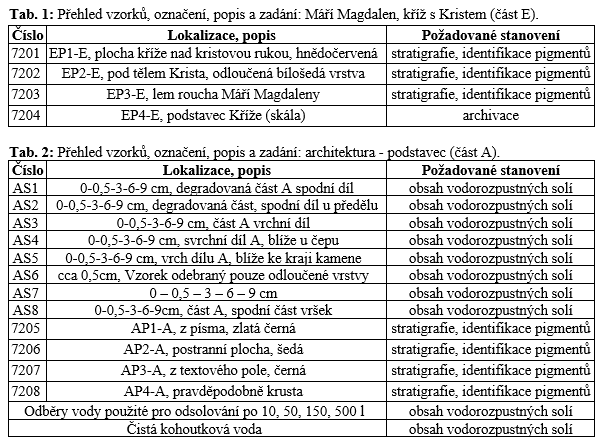 Tab. 1: Přehled vzorků, označení, popis a zadání: Máří Magdalen, kříž s Kristem (část E).
Číslo Lokalizace, popis Požadované stanovení
7201 EP1-E, plocha kříže nad kristovou rukou, hnědočervená stratigrafie, identifikace pigmentů
7202 EP2-E, pod tělem Krista, odloučená bílošedá vrstva stratigrafie, identifikace pigmentů
7203 EP3-E, lem roucha Máří Magdaleny stratigrafie, identifikace pigmentů
7204 EP4-E, podstavec Kříže (skála) archivace
Tab. 2: Přehled vzorků, označení, popis a zadání: architektura - podstavec (část A).
Číslo Lokalizace, popis Požadované stanovení
AS1 0-0,5-3-6-9 cm, degradovaná část A spodní díl obsah vodorozpustných solí
AS2 0-0,5-3-6-9 cm, degradovaná část, spodní díl u předělu obsah vodorozpustných solí
AS3 0-0,5-3-6-9 cm, část A vrchní díl obsah vodorozpustných solí
AS4 0-0,5-3-6-9 cm, svrchní díl A, blíže u čepu obsah vodorozpustných solí
AS5 0-0,5-3-6-9 cm, vrch dílu A, blíže ke kraji kamene obsah vodorozpustných solí
AS6 cca 0,5cm, Vzorek odebraný pouze odloučené vrstvy obsah vodorozpustných solí
AS7 0 – 0,5 – 3 – 6 – 9 cm obsah vodorozpustných solí
AS8 0-0,5-3-6-9cm, část A, spodní část vršek obsah vodorozpustných solí
7205 AP1-A, z písma, zlatá černá stratigrafie, identifikace pigmentů
7206 AP2-A, postranní plocha, šedá stratigrafie, identifikace pigmentů
7207 AP3-A, z textového pole, černá stratigrafie, identifikace pigmentů
7208 AP4-A, pravděpodobně krusta stratigrafie, identifikace pigmentů
Odběry vody použité pro odsolování po 10, 50, 150, 500 l obsah vodorozpustných solí
Čistá kohoutková voda obsah vodorozpustných solí